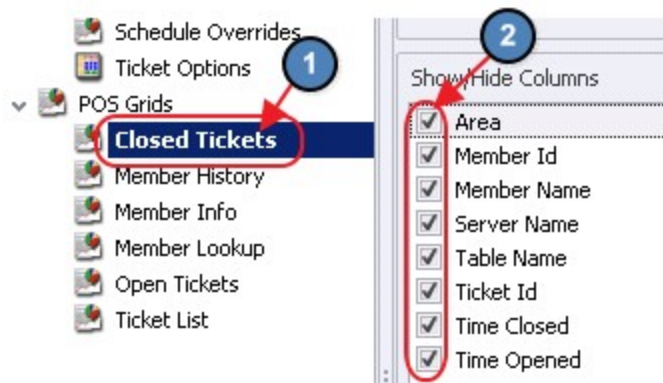 Schedule Overrides
Ticket Options
1
POS Grids
Closed Tickets
Member History
Member Info
Member Lookup
Open Tickets
Ticket List
2
Show/Hide Columns
Area
Member Id
Member Name
Server Name
Table Name
Ticket Id
Time Closed
Time Opened